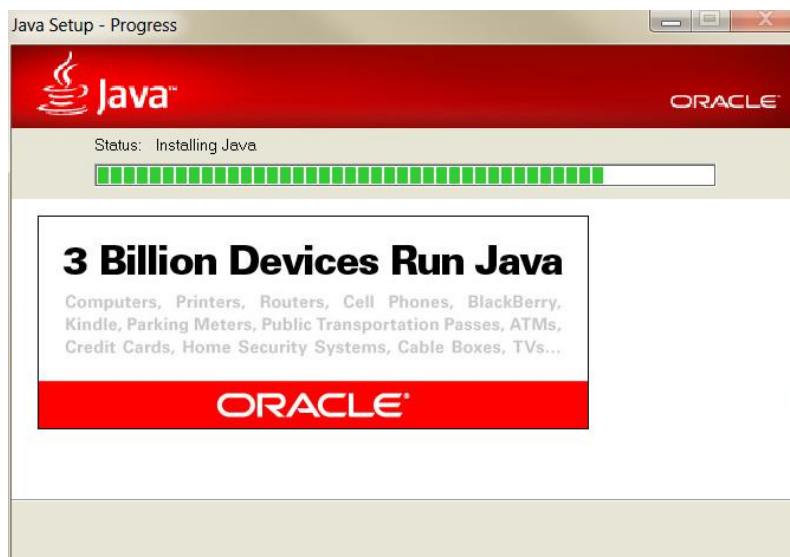 Java Setup - Progress
Java™
ORACLE®
Status: Installing Java
3 Billion Devices Run Java
Computers, Printers, Routers, Cell Phones, BlackBerry,
Kindle, Parking Meters, Public Transportation Passes, ATMs,
Credit Cards, Home Security Systems, Cable Boxes, TVs...
ORACLE®